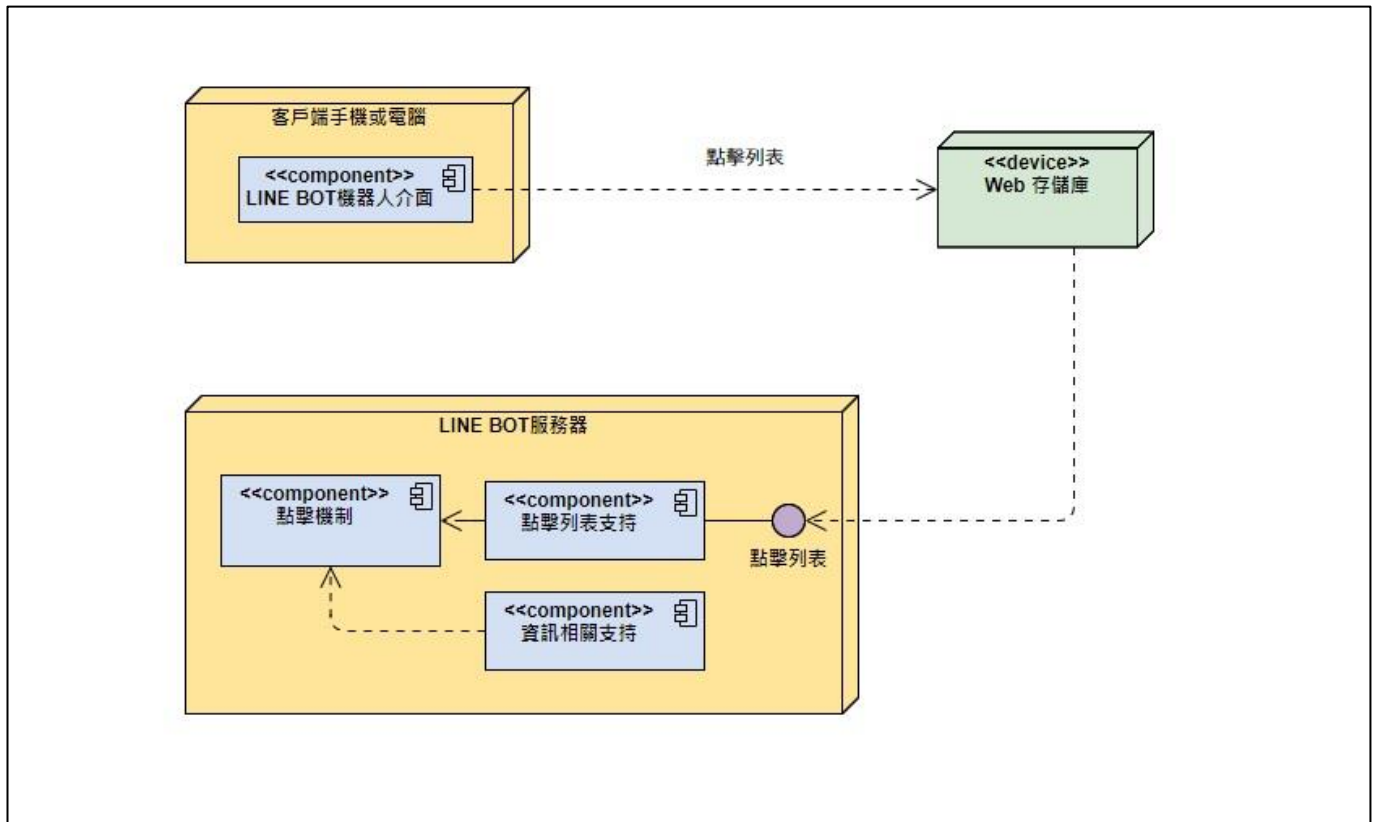 客戶端手機或電腦
<<component>>
LINE BOT機器人介面
點擊列表
<<device>>
Web 存儲庫
LINE BOT服務器
<<component>>
點擊機制
<<component>>
點擊列表支持
點擊列表
<<component>>
資訊相關支持